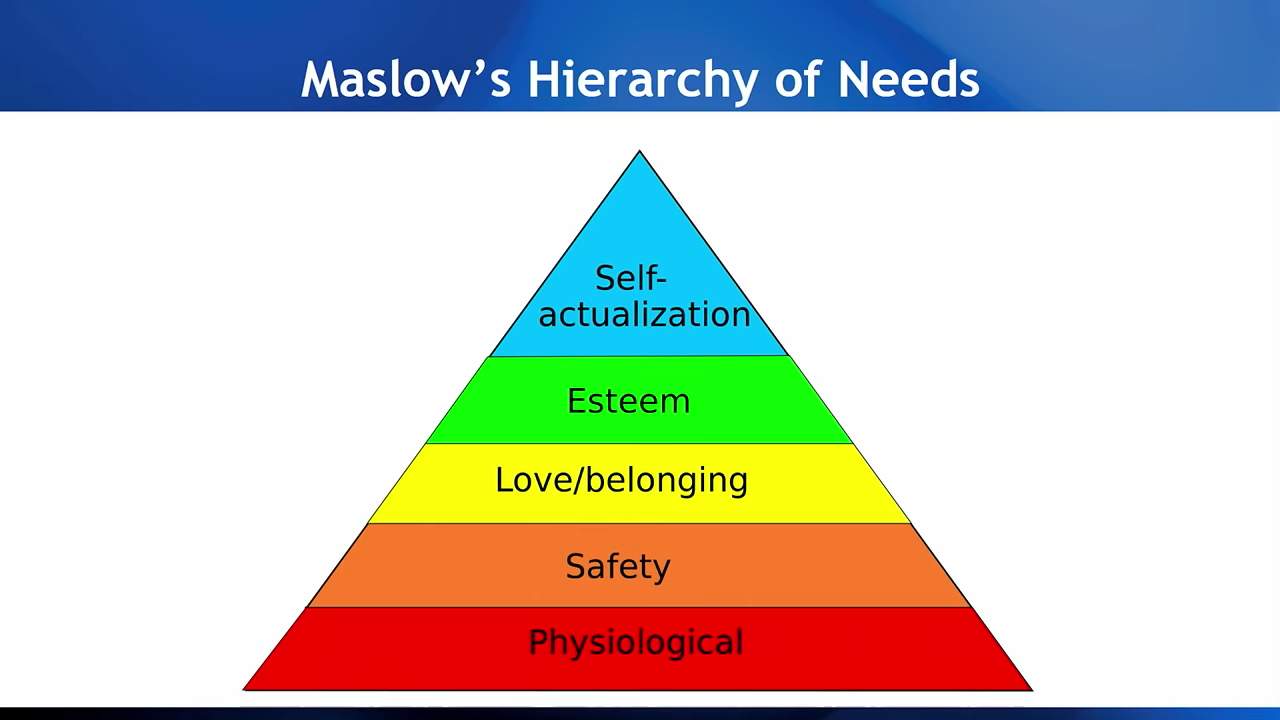 Maslow’s Hierarchy of Needs
Self-
actualization
Esteem
Love/belonging
Safety
Physiological